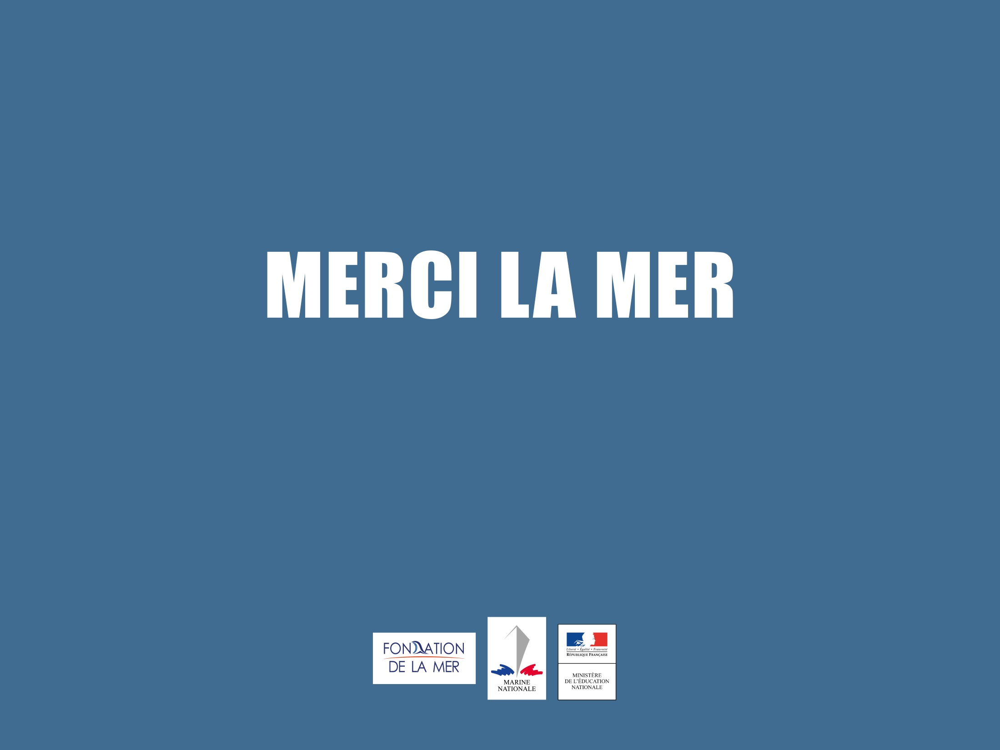 MERCI LA MER
FONDATION
DE LA MER
MARINE
NATIONALE
Liberté • Égalité • Fraternité
RÉPUBLIQUE FRANÇAISE
MINISTÈRE
DE L'ÉDUCATION
NATIONALE